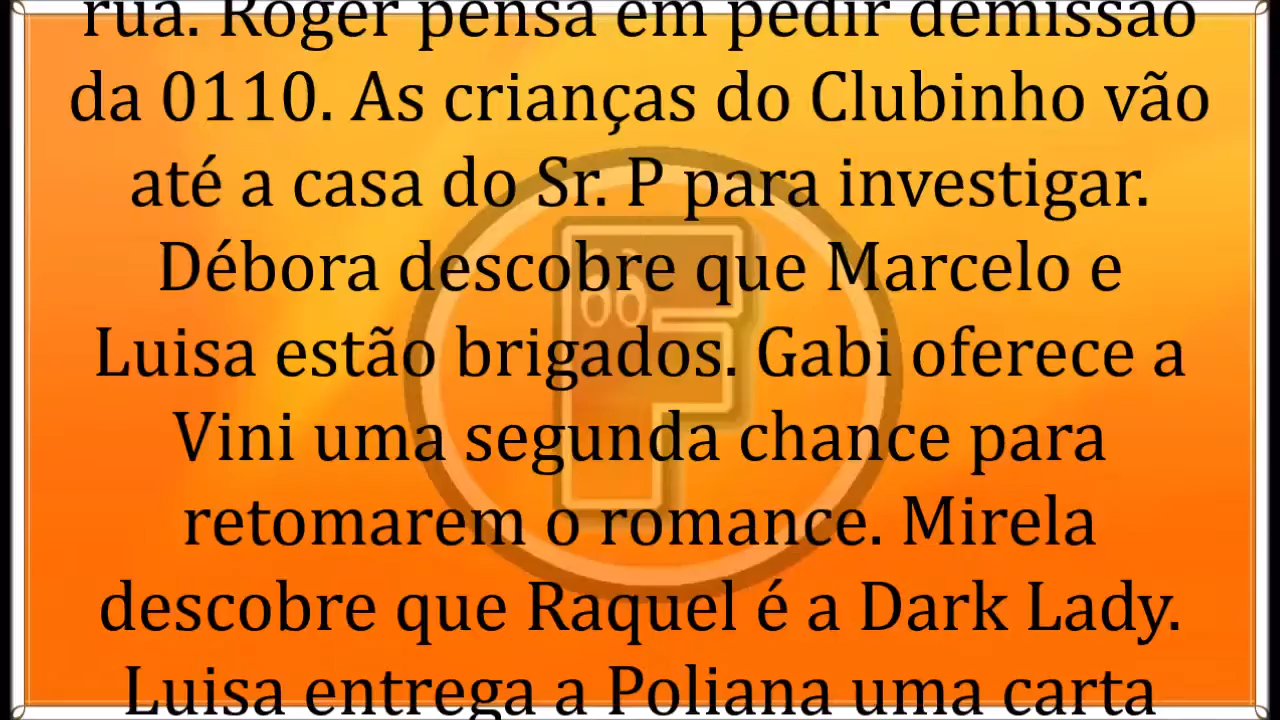 rua. Roger pensa em pedir demissão
da 0110. As crianças do Clubinho vão
até a casa do Sr. P para investigar.
Débora descobre que Marcelo e
Luisa estão brigados. Gabi oferece a
Vini uma segunda chance para
retomarem o romance. Mirela
descobre que Raquel é a Dark Lady.
Luisa entrega a Poliana uma carta